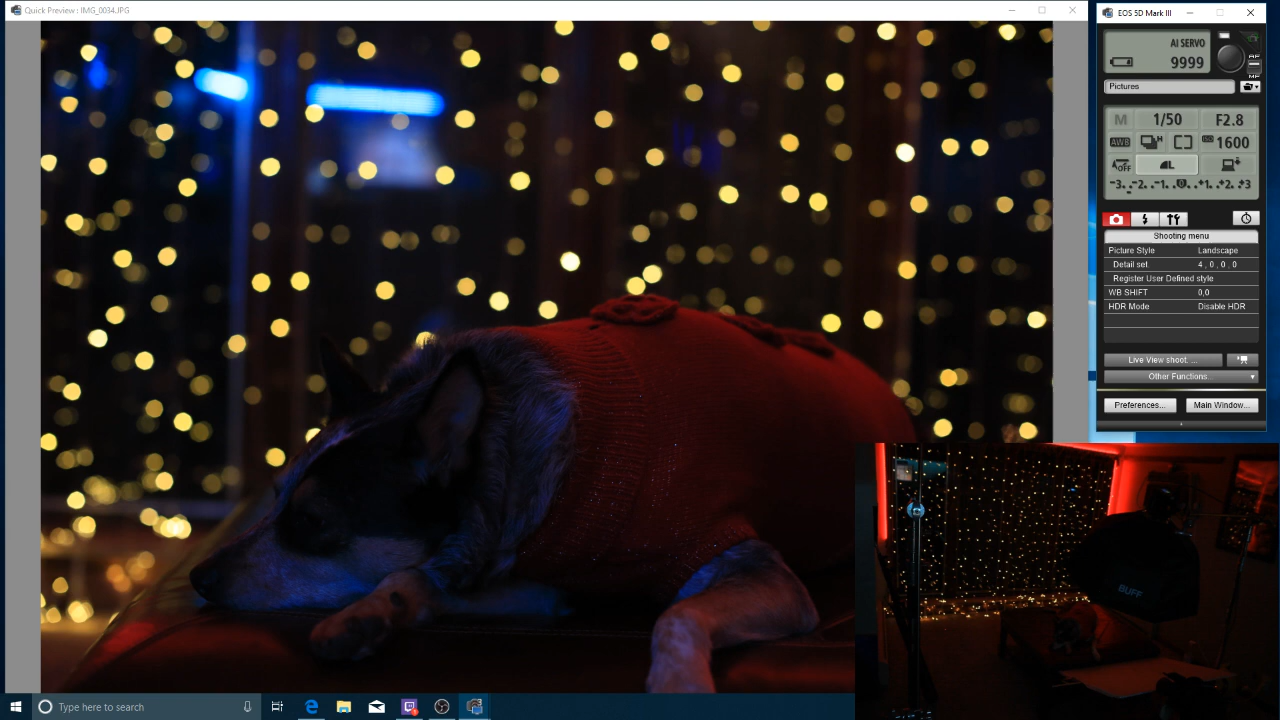 Quick Preview : IMG_0034.JPG
EOS 5D Mark III
AI SERVO
9999
Pictures
AF
MF
M 1/50 F2.8
AWB H ISO 1600
OFF L
-3..-2..-1..0..+1..+2..+3
Shooting menu
Picture Style Landscape
Detail set 4 , 0 , 0 , 0
Register User Defined style
WB SHIFT 0,0
HDR Mode Disable HDR
Live View shoot. ...
Other Functions...
Preferences... Main Window...
BUFF
Type here to search